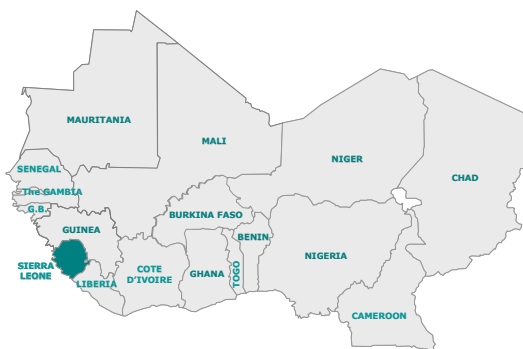 MAURITANIA
MALI
NIGER
CHAD
SENEGAL
The GAMBIA
G.B.
GUINEA
BURKINA FASO
BENIN
NIGERIA
SIERRA
LEONE
LIBERIA
COTE
D'IVOIRE
GHANA
TOGO
CAMEROON